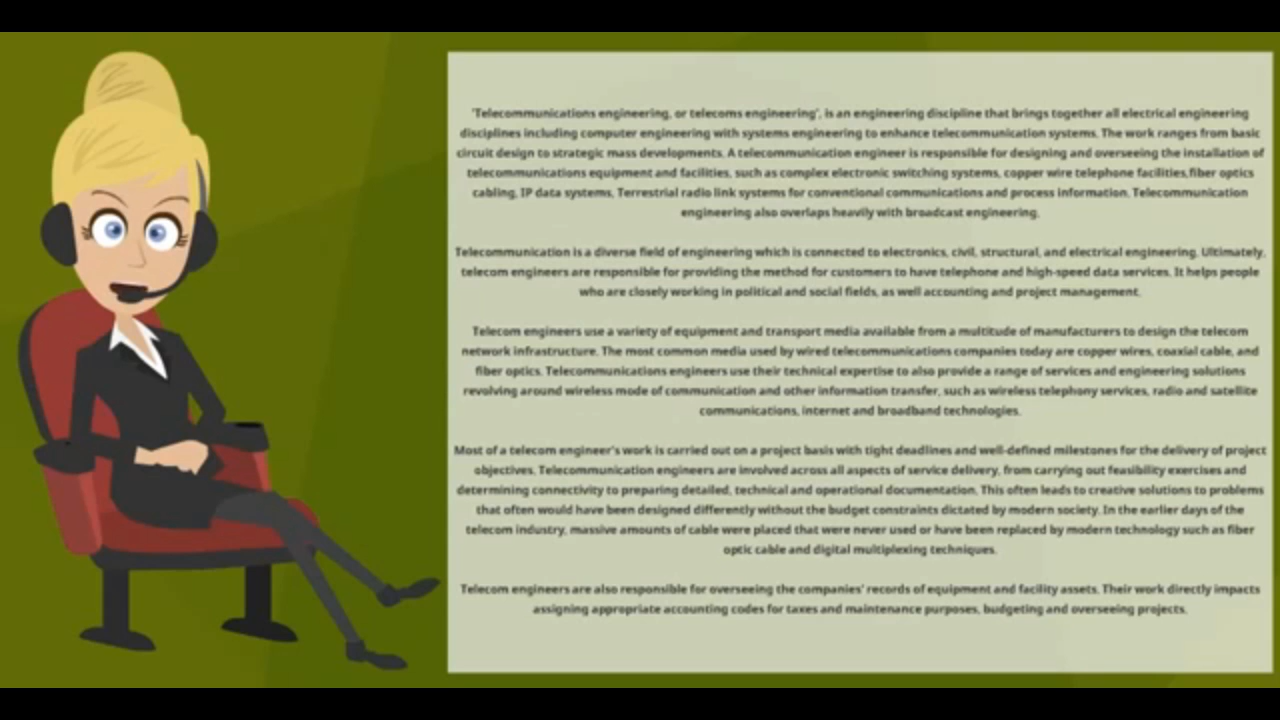 'Telecommunications engineering, or telecoms engineering', is an engineering discipline that brings together all electrical engineering
disciplines including computer engineering with systems engineering to enhance telecommunication systems. The work ranges from basic
circuit design to strategic mass developments. A telecommunication engineer is responsible for designing and overseeing the installation of
telecommunications equipment and facilities, such as complex electronic switching systems, copper wire telephone facilities,fiber optics
cabling, IP data systems, Terrestrial radio link systems for conventional communications and process information. Telecommunication
engineering also overlaps heavily with broadcast engineering.
Telecommunication is a diverse field of engineering which is connected to electronics, civil, structural, and electrical engineering. Ultimately,
telecom engineers are responsible for providing the method for customers to have telephone and high-speed data services. It helps people
who are closely working in political and social fields, as well accounting and project management.
Telecom engineers use a variety of equipment and transport media available from a multitude of manufacturers to design the telecom
network infrastructure. The most common media used by wired telecommunications companies today are copper wires, coaxial cable, and
fiber optics. Telecommunications engineers use their technical expertise to also provide a range of services and engineering solutions
revolving around wireless mode of communication and other information transfer, such as wireless telephony services, radio and satellite
communications, internet and broadband technologies.
Most of a telecom engineer's work is carried out on a project basis with tight deadlines and well-defined milestones for the delivery of project
objectives. Telecommunication engineers are involved across all aspects of service delivery, from carrying out feasibility exercises and
determining connectivity to preparing detailed, technical and operational documentation. This often leads to creative solutions to problems
that often would have been designed differently without the budget constraints dictated by modern society. In the earlier days of the
telecom industry, massive amounts of cable were placed that were never used or have been replaced by modern technology such as fiber
optic cable and digital multiplexing techniques.
Telecom engineers are also responsible for overseeing the companies' records of equipment and facility assets. Their work directly impacts
assigning appropriate accounting codes for taxes and maintenance purposes, budgeting and overseeing projects.